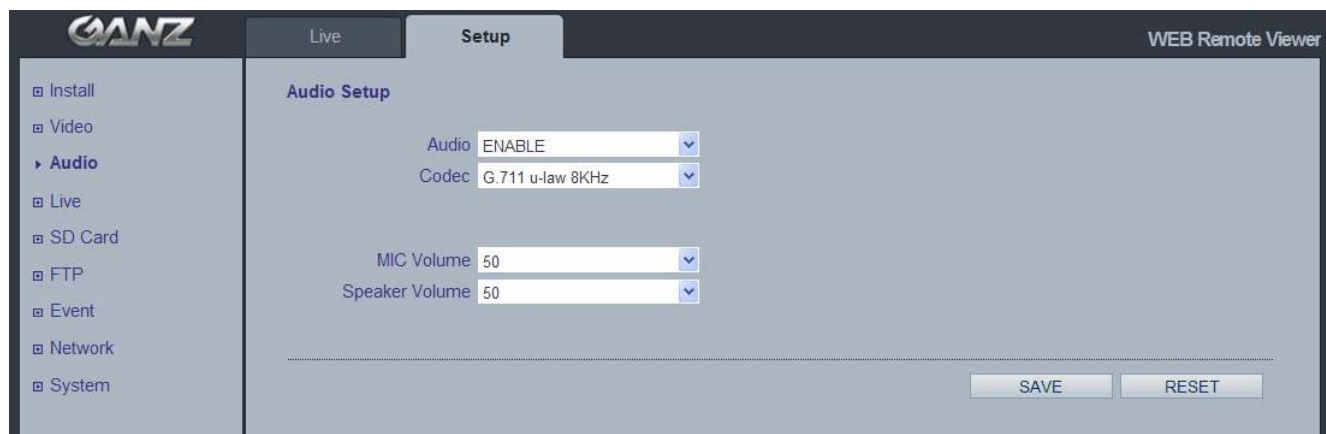 GANZ
Live
Setup
WEB Remote Viewer
Install
Video
Audio
Live
SD Card
FTP
Event
Network
System
Audio Setup
Audio ENABLE
Codec G.711 u-law 8KHz
MIC Volume 50
Speaker Volume 50
SAVE
RESET